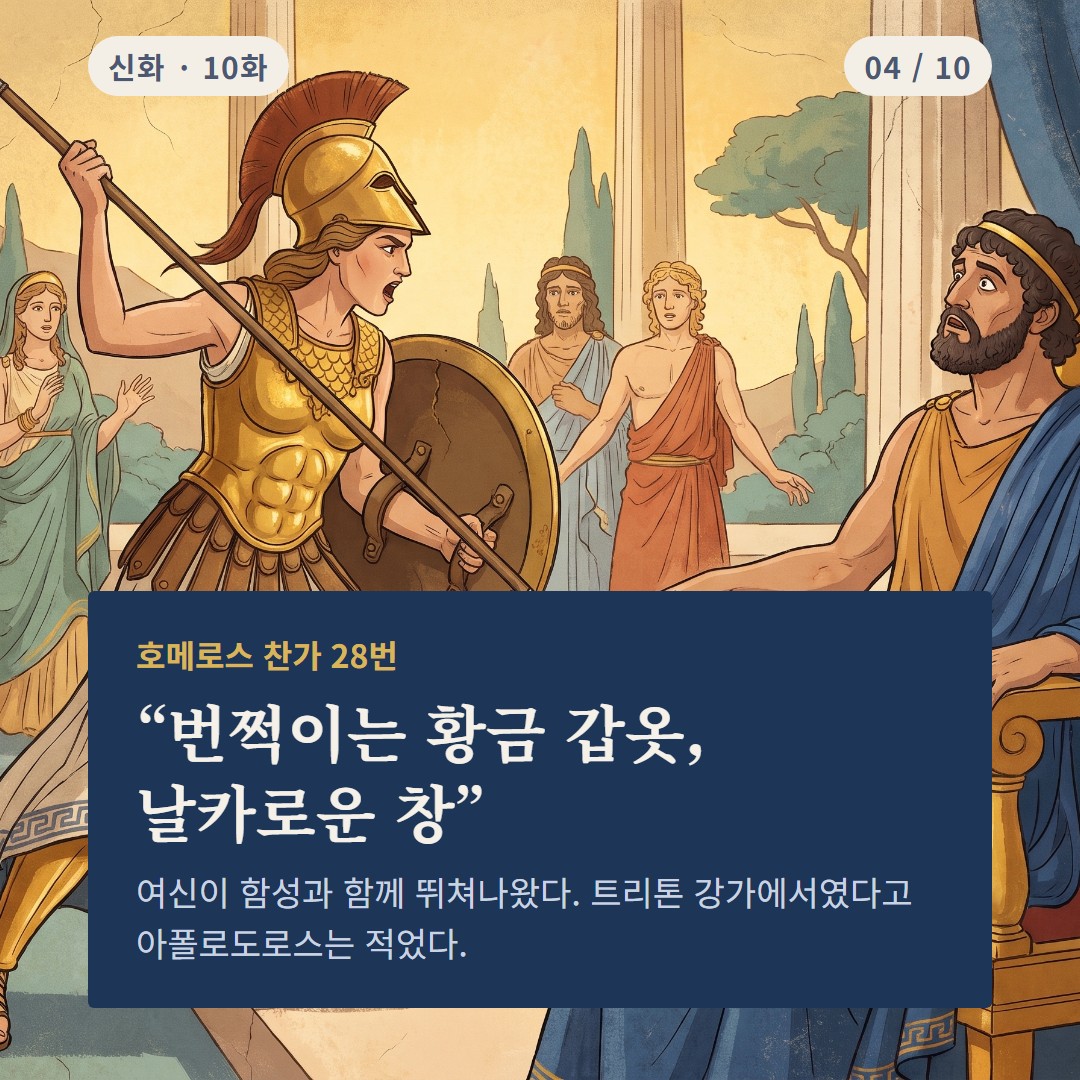 신화 · 10화
04 / 10
호메로스 찬가 28번
“번쩍이는 황금 갑옷,
날카로운 창”
여신이 함성과 함께 뛰쳐나왔다. 트리톤 강가에서였다고
아폴로도로스는 적었다.